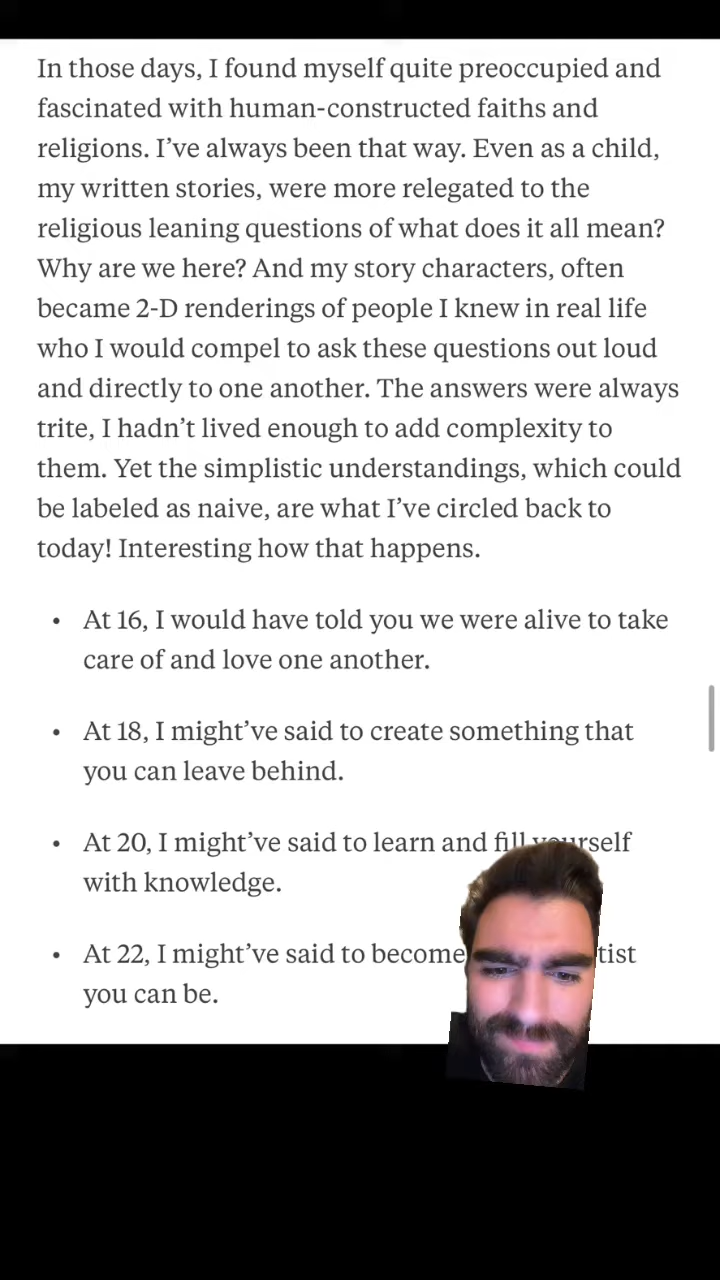 In those days, I found myself quite preoccupied and
fascinated with human-constructed faiths and
religions. I’ve always been that way. Even as a child,
my written stories, were more relegated to the
religious leaning questions of what does it all mean?
Why are we here? And my story characters, often
became 2-D renderings of people I knew in real life
who I would compel to ask these questions out loud
and directly to one another. The answers were always
trite, I hadn’t lived enough to add complexity to
them. Yet the simplistic understandings, which could
be labeled as naive, are what I’ve circled back to
today! Interesting how that happens.
• At 16, I would have told you we were alive to take
care of and love one another.
• At 18, I might’ve said to create something that
you can leave behind.
• At 20, I might’ve said to learn and fill yourself
with knowledge.
• At 22, I might’ve said to become
you can be.